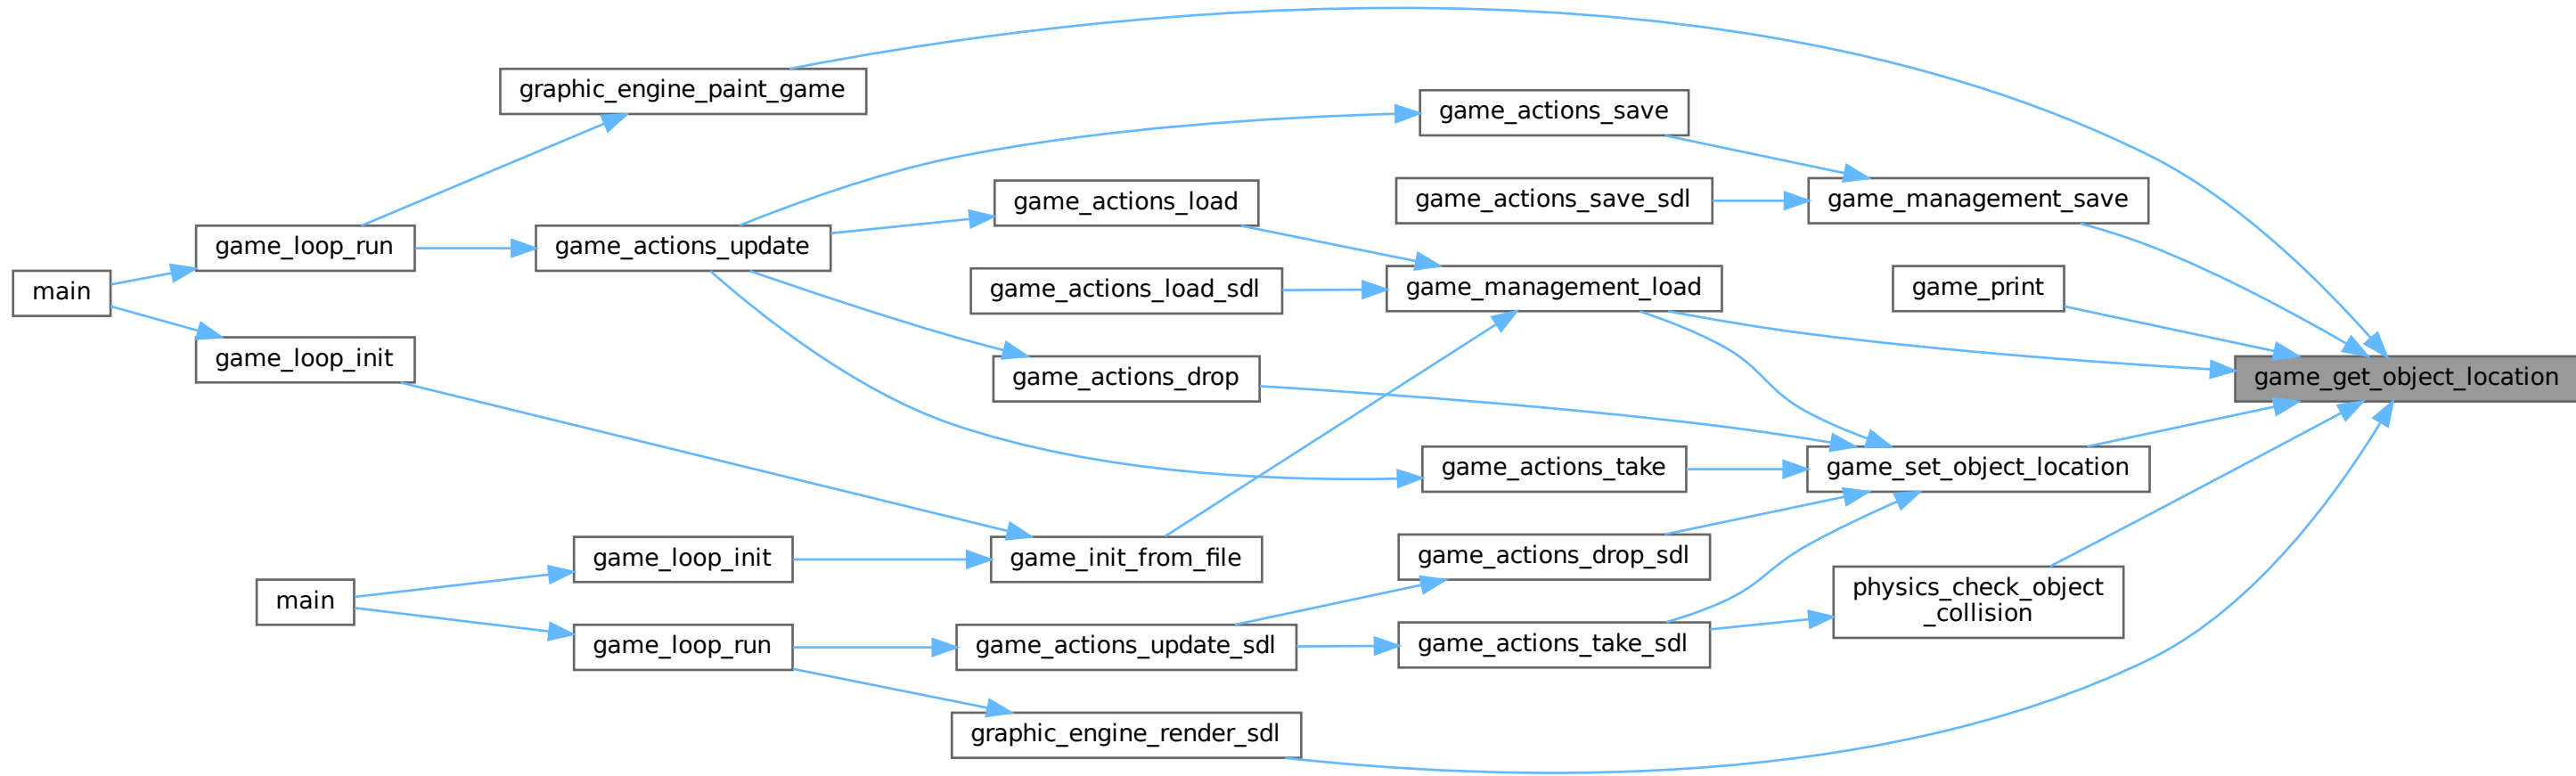 graphic_engine_paint_game
game_actions_save
game_actions_save_sdl
game_management_save
game_actions_load
game_loop_run
game_actions_update
main
game_actions_load_sdl
game_management_load
game_print
game_loop_init
game_actions_drop
game_get_object_location
game_actions_take
game_set_object_location
game_loop_init
game_init_from_file
game_actions_drop_sdl
main
physics_check_object
_collision
game_loop_run
game_actions_update_sdl
game_actions_take_sdl
graphic_engine_render_sdl